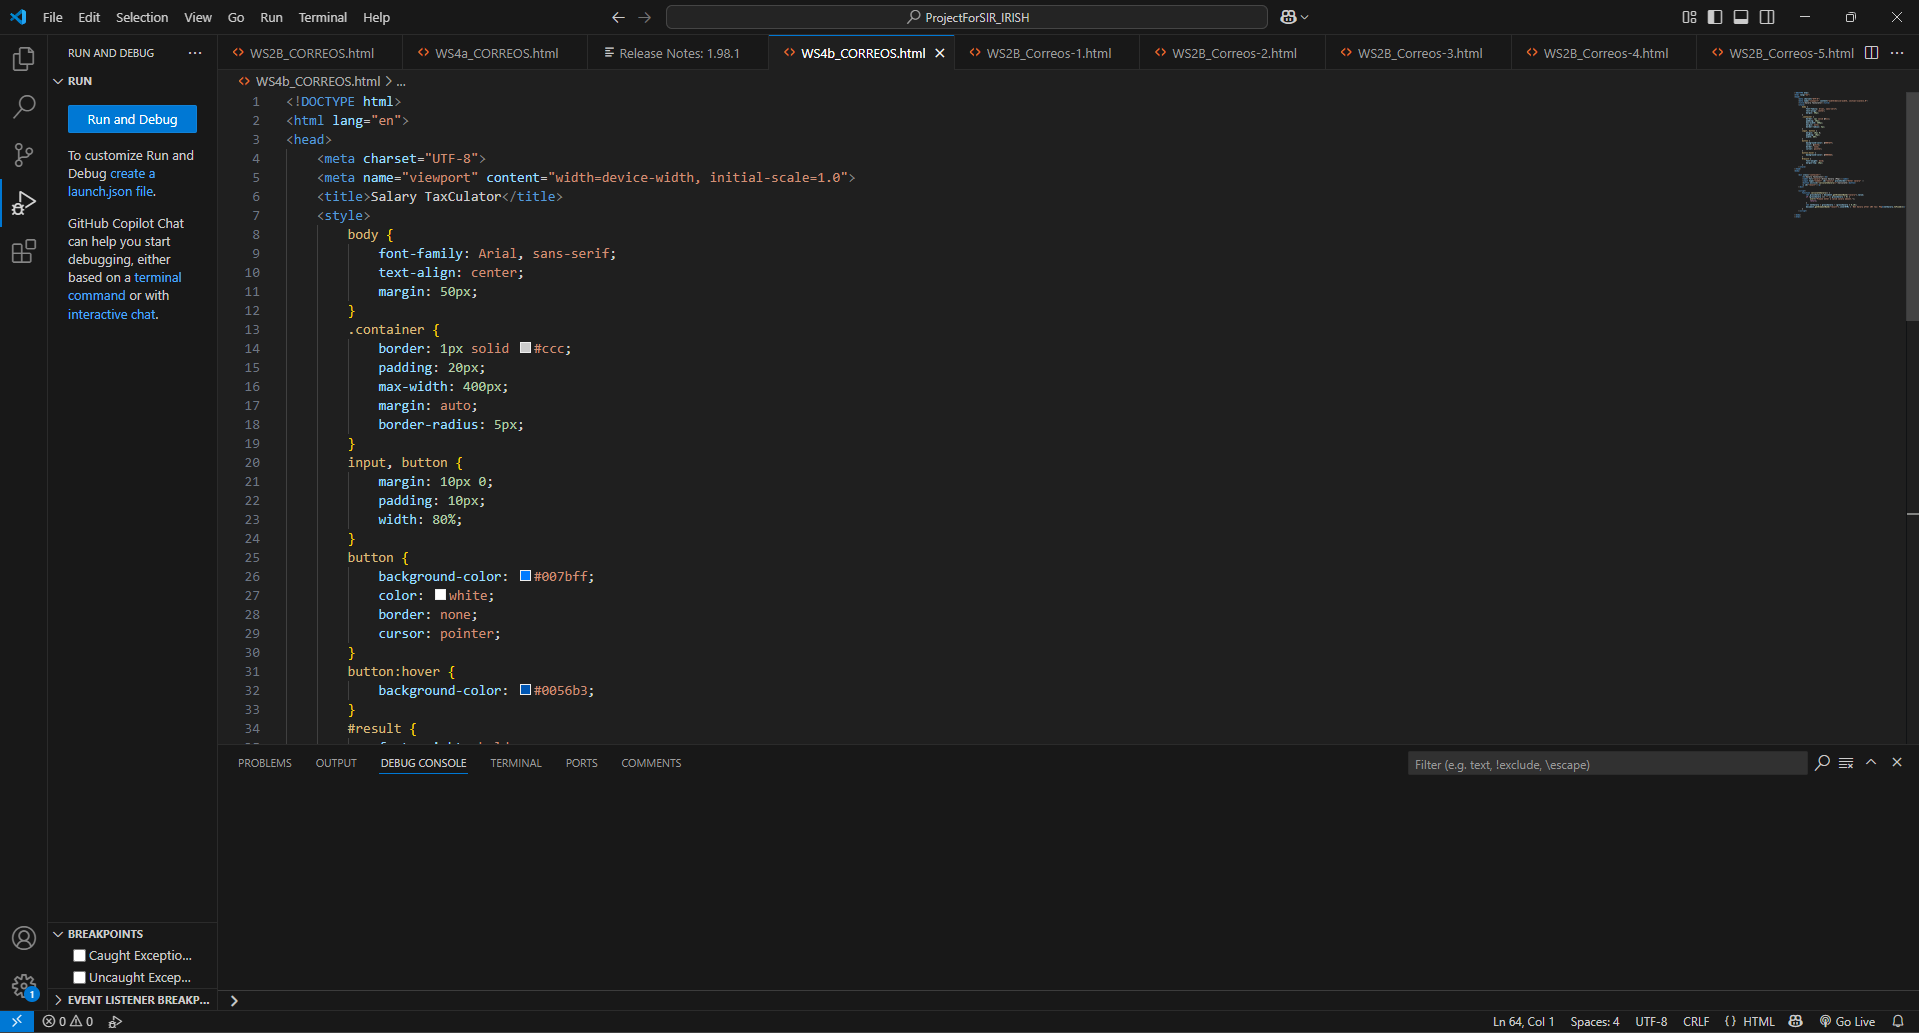 File Edit Selection View Go Run Terminal Help
ProjectForSIR_IRISH
RUN AND DEBUG
RUN
Run and Debug
To customize Run and
Debug create a
launch.json file.
GitHub Copilot Chat
can help you start
debugging, either
based on a terminal
command or with
interactive chat.
BREAKPOINTS
Caught Exceptio...
Uncaught Excep...
EVENT LISTENER BREAKP...
WS2B_CORREOS.html WS4a_CORREOS.html Release Notes: 1.98.1 WS4b_CORREOS.html WS2B_Correos-1.html WS2B_Correos-2.html WS2B_Correos-3.html WS2B_Correos-4.html WS2B_Correos-5.html
WS4b_CORREOS.html > ...
1 <!DOCTYPE html>
2 <html lang="en">
3 <head>
4 <meta charset="UTF-8">
5 <meta name="viewport" content="width=device-width, initial-scale=1.0">
6 <title>Salary TaxCulator</title>
7 <style>
8 body {
9 font-family: Arial, sans-serif;
10 text-align: center;
11 margin: 50px;
12 }
13 .container {
14 border: 1px solid #ccc;
15 padding: 20px;
16 max-width: 400px;
17 margin: auto;
18 border-radius: 5px;
19 }
20 input, button {
21 margin: 10px 0;
22 padding: 10px;
23 width: 80%;
24 }
25 button {
26 background-color: #007bff;
27 color: white;
28 border: none;
29 cursor: pointer;
30 }
31 button:hover {
32 background-color: #0056b3;
33 }
34 #result {
PROBLEMS OUTPUT DEBUG CONSOLE TERMINAL PORTS COMMENTS
Filter (e.g. text, !exclude, \escape)
1
0 0
Ln 64, Col 1 Spaces: 4 UTF-8 CRLF {} HTML Go Live